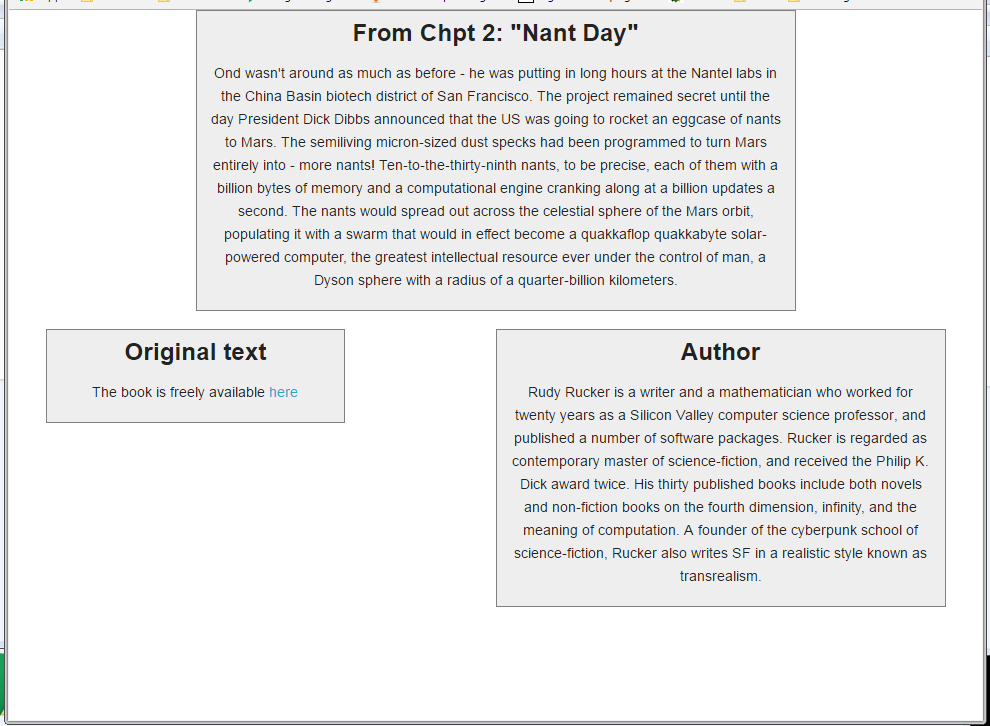 From Chpt 2: "Nant Day"
Ond wasn't around as much as before - he was putting in long hours at the Nantel labs in
the China Basin biotech district of San Francisco. The project remained secret until the
day President Dick Dibbs announced that the US was going to rocket an eggcase of nants
to Mars. The semiliving micron-sized dust specks had been programmed to turn Mars
entirely into - more nants! Ten-to-the-thirty-ninth nants, to be precise, each of them with a
billion bytes of memory and a computational engine cranking along at a billion updates a
second. The nants would spread out across the celestial sphere of the Mars orbit,
populating it with a swarm that would in effect become a quakkaflop quakkabyte solar-
powered computer, the greatest intellectual resource ever under the control of man, a
Dyson sphere with a radius of a quarter-billion kilometers.
Original text
The book is freely available here
Author
Rudy Rucker is a writer and a mathematician who worked for
twenty years as a Silicon Valley computer science professor, and
published a number of software packages. Rucker is regarded as
contemporary master of science-fiction, and received the Philip K.
Dick award twice. His thirty published books include both novels
and non-fiction books on the fourth dimension, infinity, and the
meaning of computation. A founder of the cyberpunk school of
science-fiction, Rucker also writes SF in a realistic style known as
transrealism.